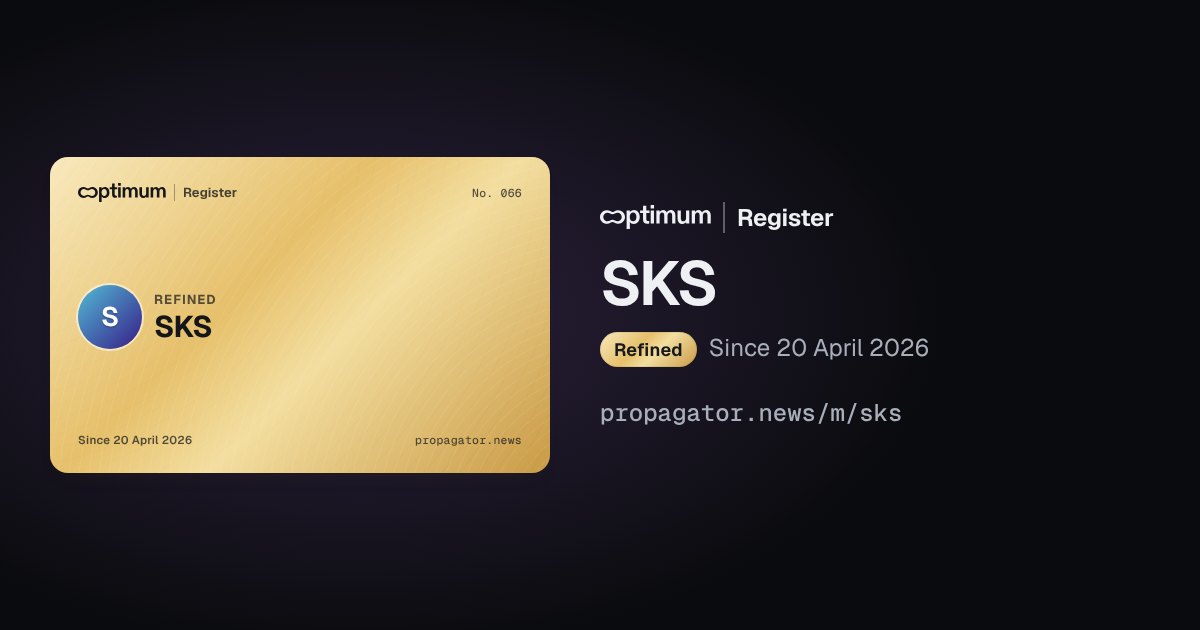 optimum | Register
No. 066
S
REFINED
SKS
Since 20 April 2026
propagator.news
optimum | Register
SKS
Refined
Since 20 April 2026
propagator.news/m/sks